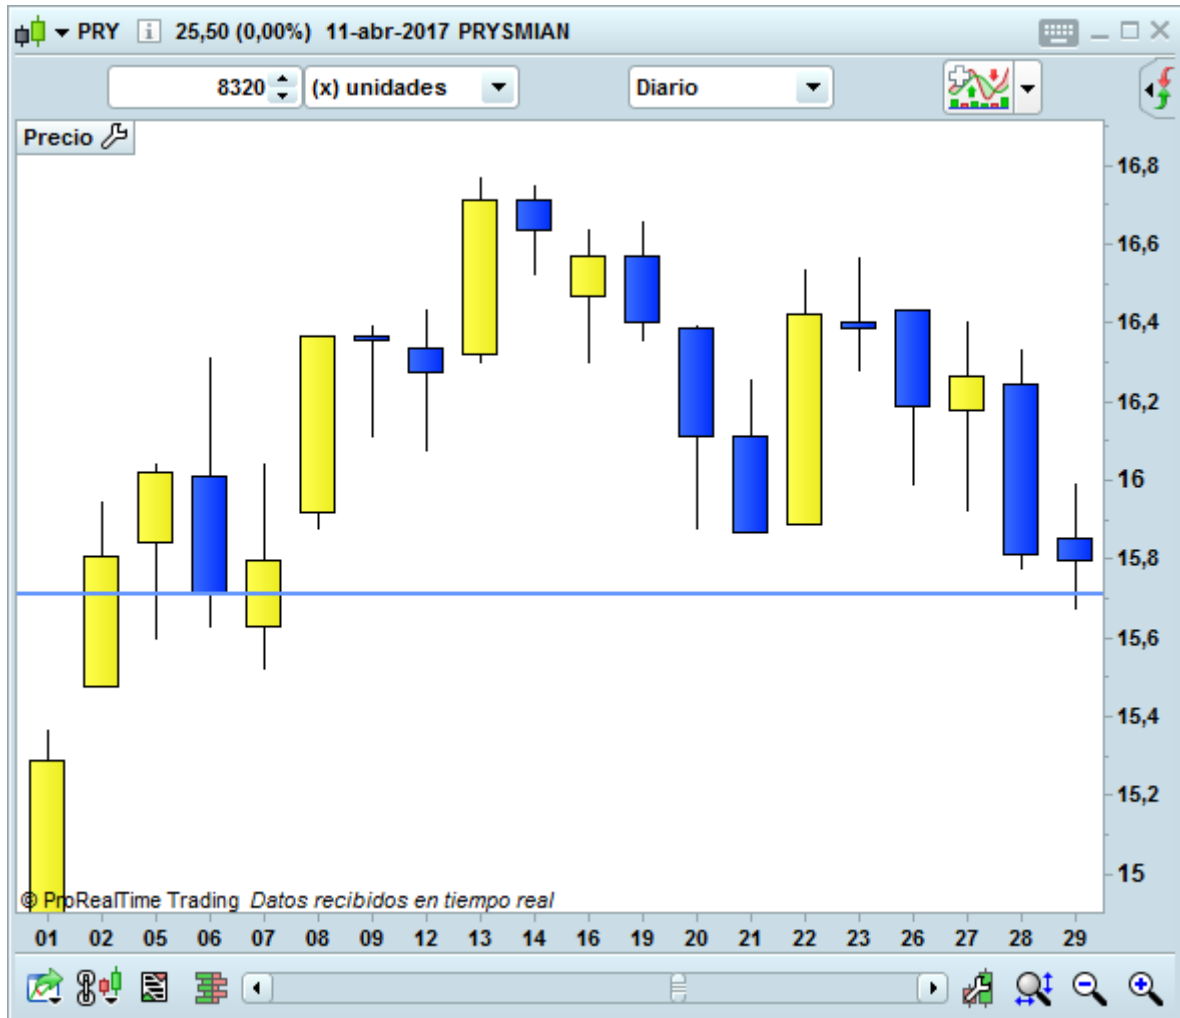 PRY 25,50 (0,00%) 11-abr-2017 PRYSMIAN
8320 (x) unidades Diario
Precio
16,8
16,6
16,4
16,2
16
15,8
15,6
15,4
15,2
15
© ProRealTime Trading Datos recibidos en tiempo real
01 02 05 06 07 08 09 12 13 14 16 19 20 21 22 23 26 27 28 29